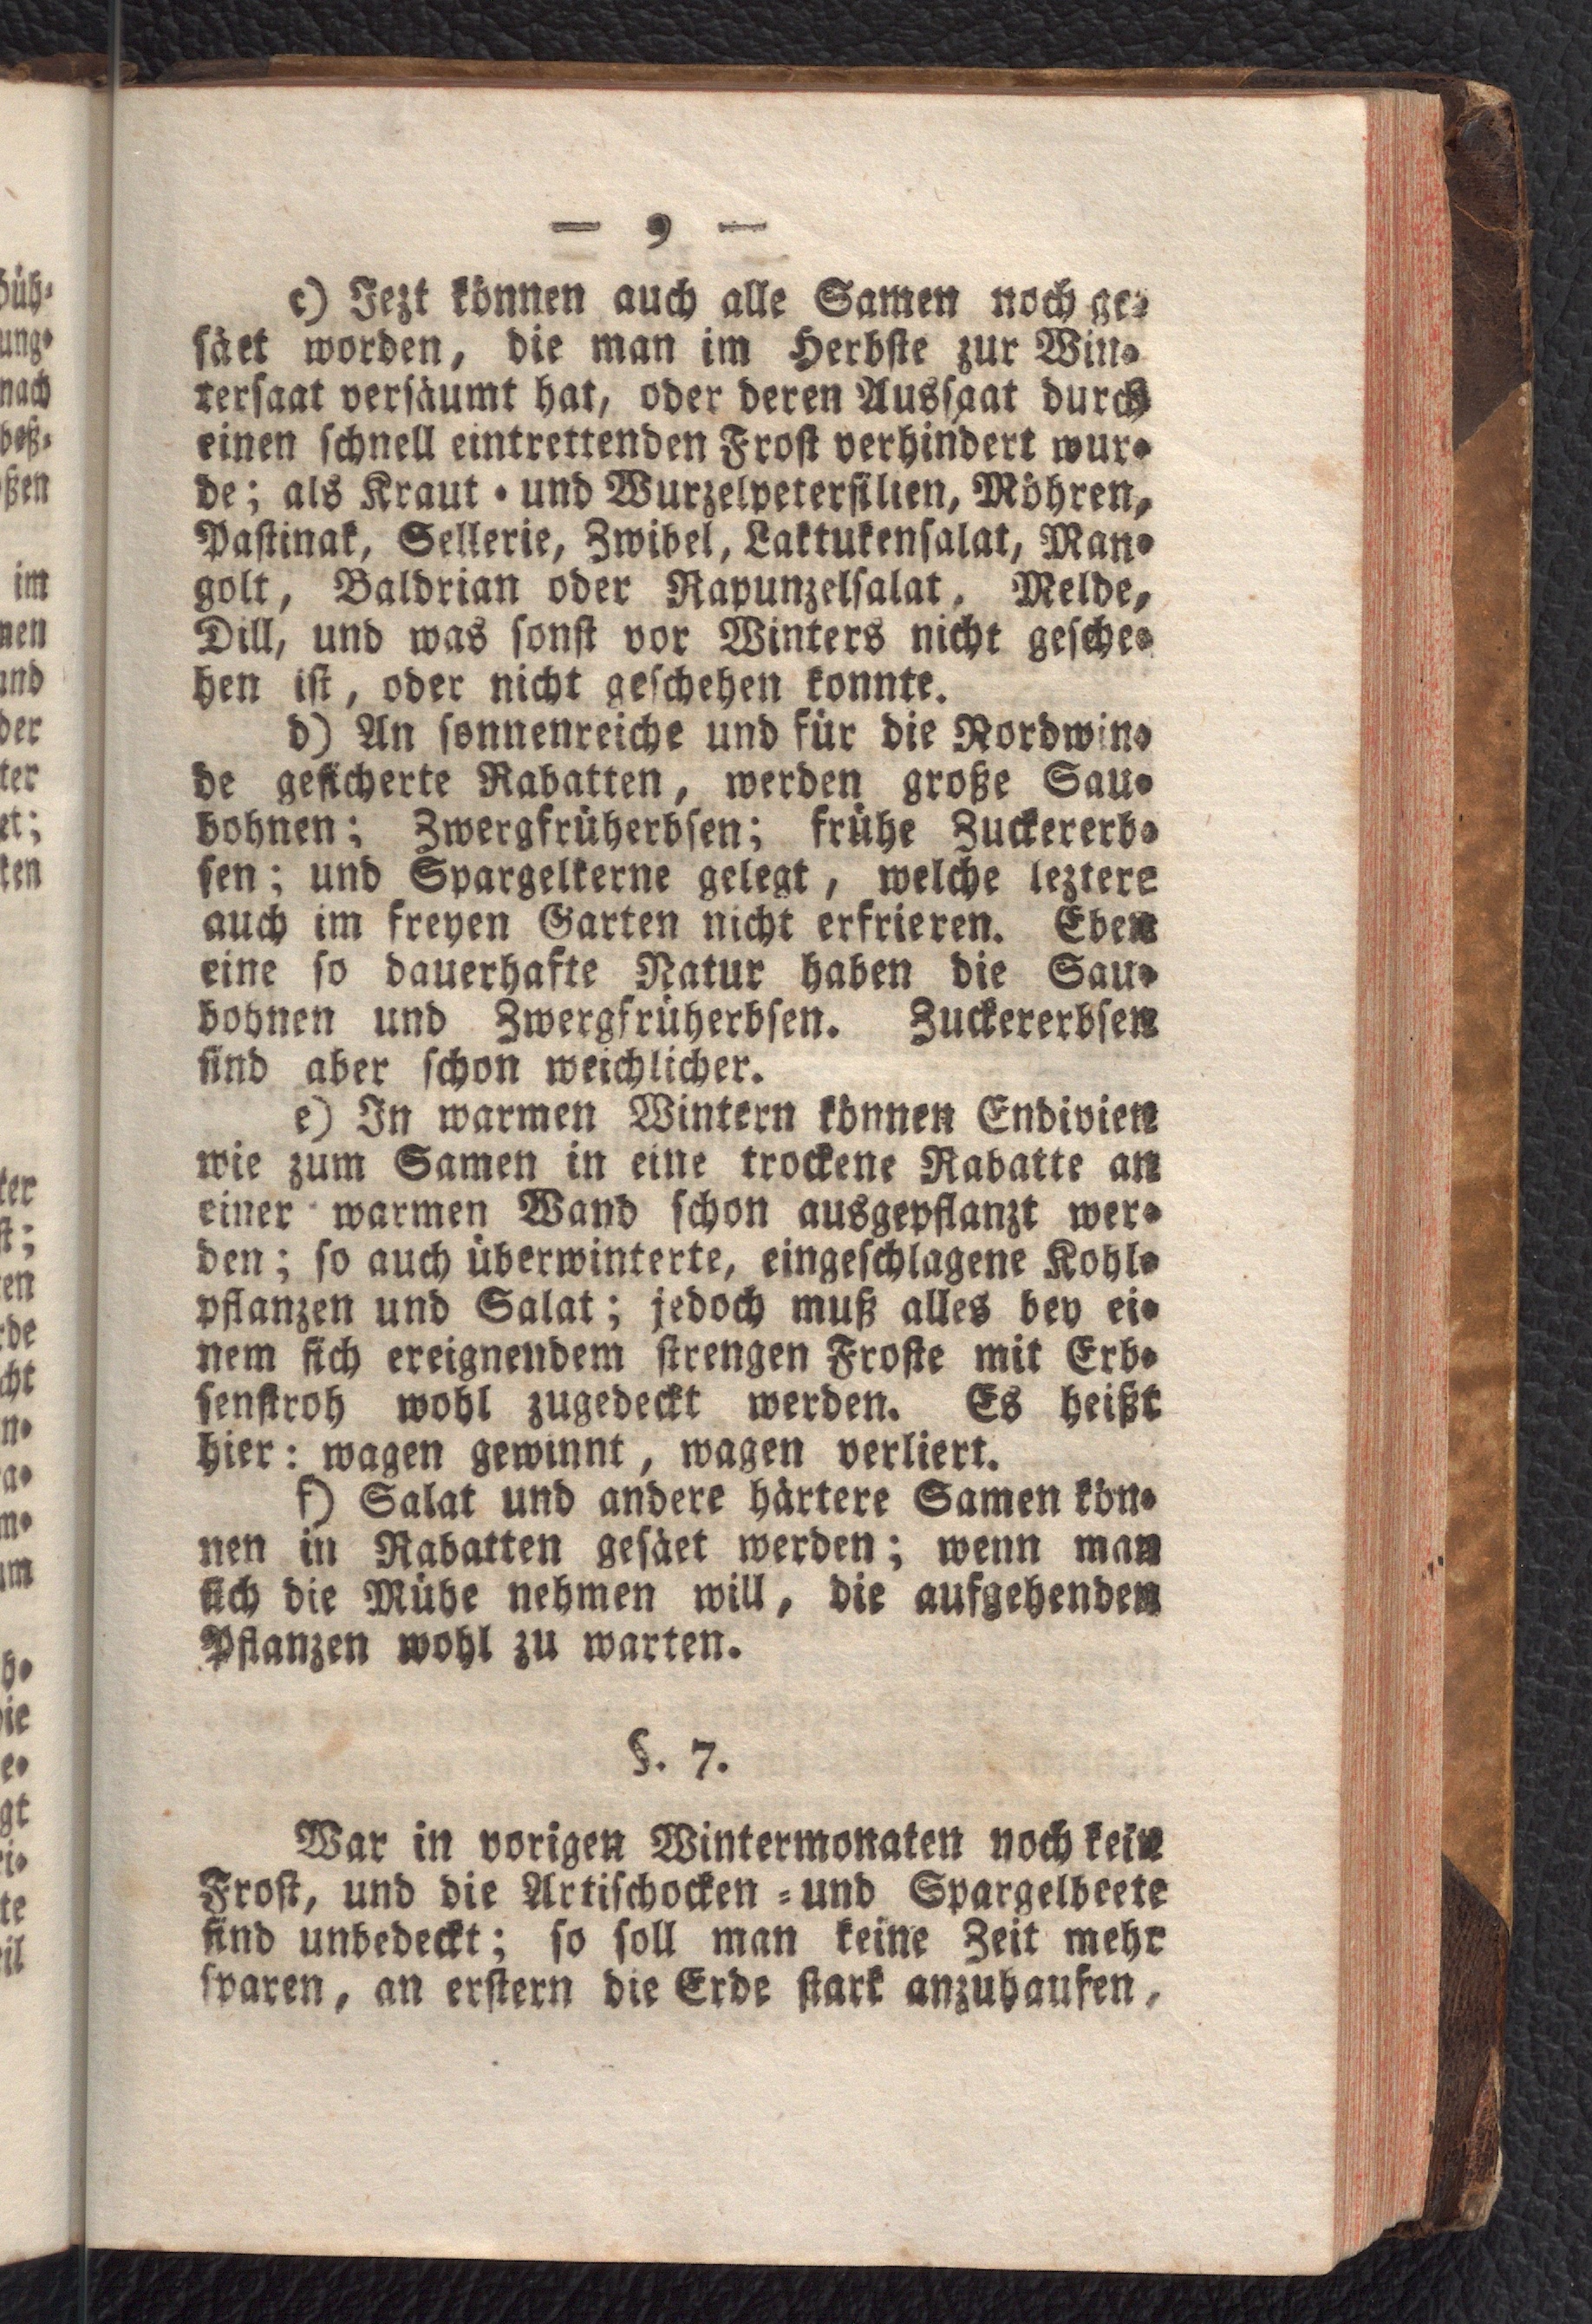 — 9 —
c) Jezt können auch alle Samen noch ge-
säet worden, die man im Herbste zur Win-
tersaat versäumt hat, oder deren Aussaat durch
einen schnell eintrettenden Frost verhindert wur-
de; als Kraut - und Wurzelpetersilien, Möhren,
Pastinak, Sellerie, Zwibel, Laktukensalat, Man-
golt, Baldrian oder Rapunzelsalat, Melde,
Dill, und was sonst vor Winters nicht gesche-
hen ist, oder nicht geschehen konnte.
d) An sonnenreiche und für die Nordwin-
de gesicherte Rabatten, werden große Sau-
bohnen; Zwergfrüherbsen; frühe Zuckererb-
sen; und Spargelkerne gelegt, welche leztere
auch im freyen Garten nicht erfrieren. Eben
eine so dauerhafte Natur haben die Sau-
bohnen und Zwergfrüherbsen. Zuckererbsen
sind aber schon weichlicher.
e) In warmen Wintern können Endivien
wie zum Samen in eine trockene Rabatte an
einer warmen Wand schon ausgepflanzt wer-
den; so auch überwinterte, eingeschlagene Kohl-
pflanzen und Salat; jedoch muß alles bey ei-
nem sich ereignendem strengen Froste mit Erb-
senstroh wohl zugedeckt werden. Es heißt
hier: wagen gewinnt, wagen verliert.
f) Salat und andere härtere Samen kön-
nen in Rabatten gesäet werden; wenn man
sich die Mühe nehmen will, die aufgehenden
Pflanzen wohl zu warten.
§. 7.
War in vorigen Wintermonaten noch kein
Frost, und die Artischocken - und Spargelbeete
sind unbedeckt; so soll man keine Zeit mehr
sparen, an erstern die Erde stark anzuhaufen,